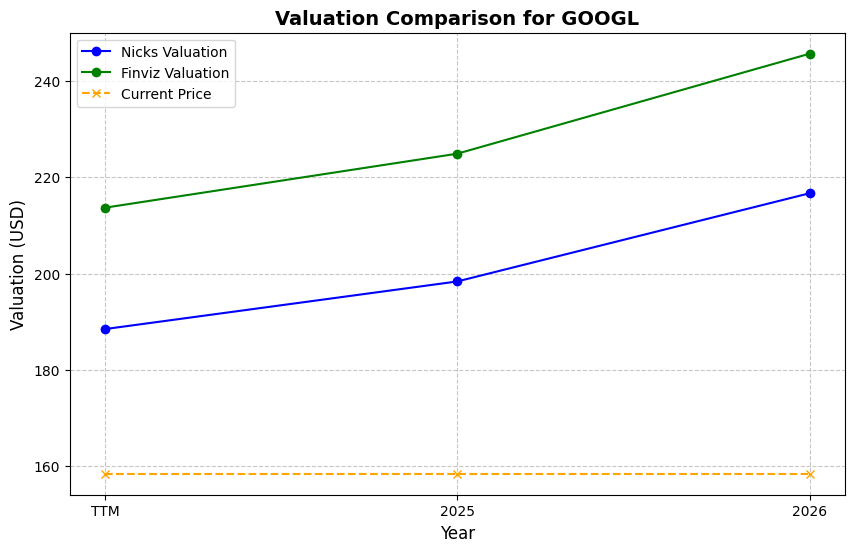 Valuation Comparison for GOOGL
Nicks Valuation
Finviz Valuation
Current Price
Valuation (USD)
240
220
200
180
160
TTM
2025
2026
Year